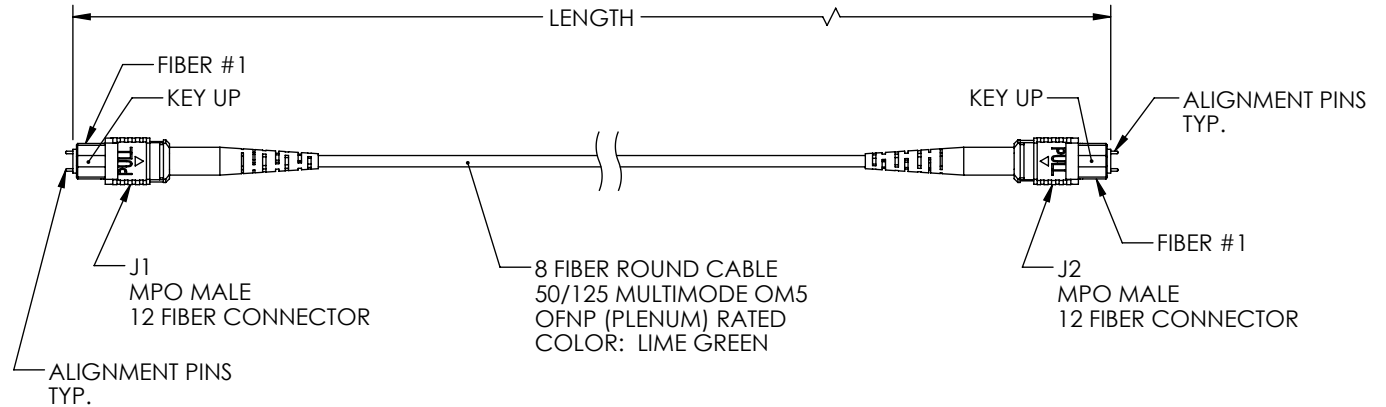 LENGTH
FIBER #1
KEY UP
PULL
J1
MPO MALE
12 FIBER CONNECTOR
ALIGNMENT PINS
TYP.
8 FIBER ROUND CABLE
50/125 MULTIMODE OM5
OFNP (PLENUM) RATED
COLOR: LIME GREEN
KEY UP
ALIGNMENT PINS
TYP.
PULL
FIBER #1
J2
MPO MALE
12 FIBER CONNECTOR